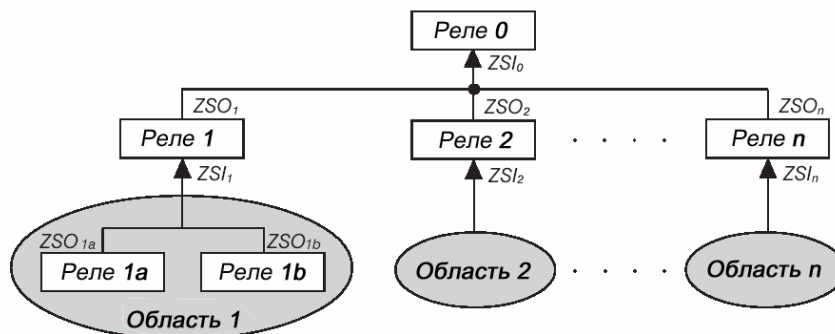 Реле 0
ZSI₀
ZSO₁ ZSO₂ ZSOₙ
Реле 1 Реле 2 Реле n
ZSI₁ ZSI₂ ZSIₙ
ZSO₁ₐ ZSO1b
Реле 1a Реле 1b Область 2 Область n
Область 1